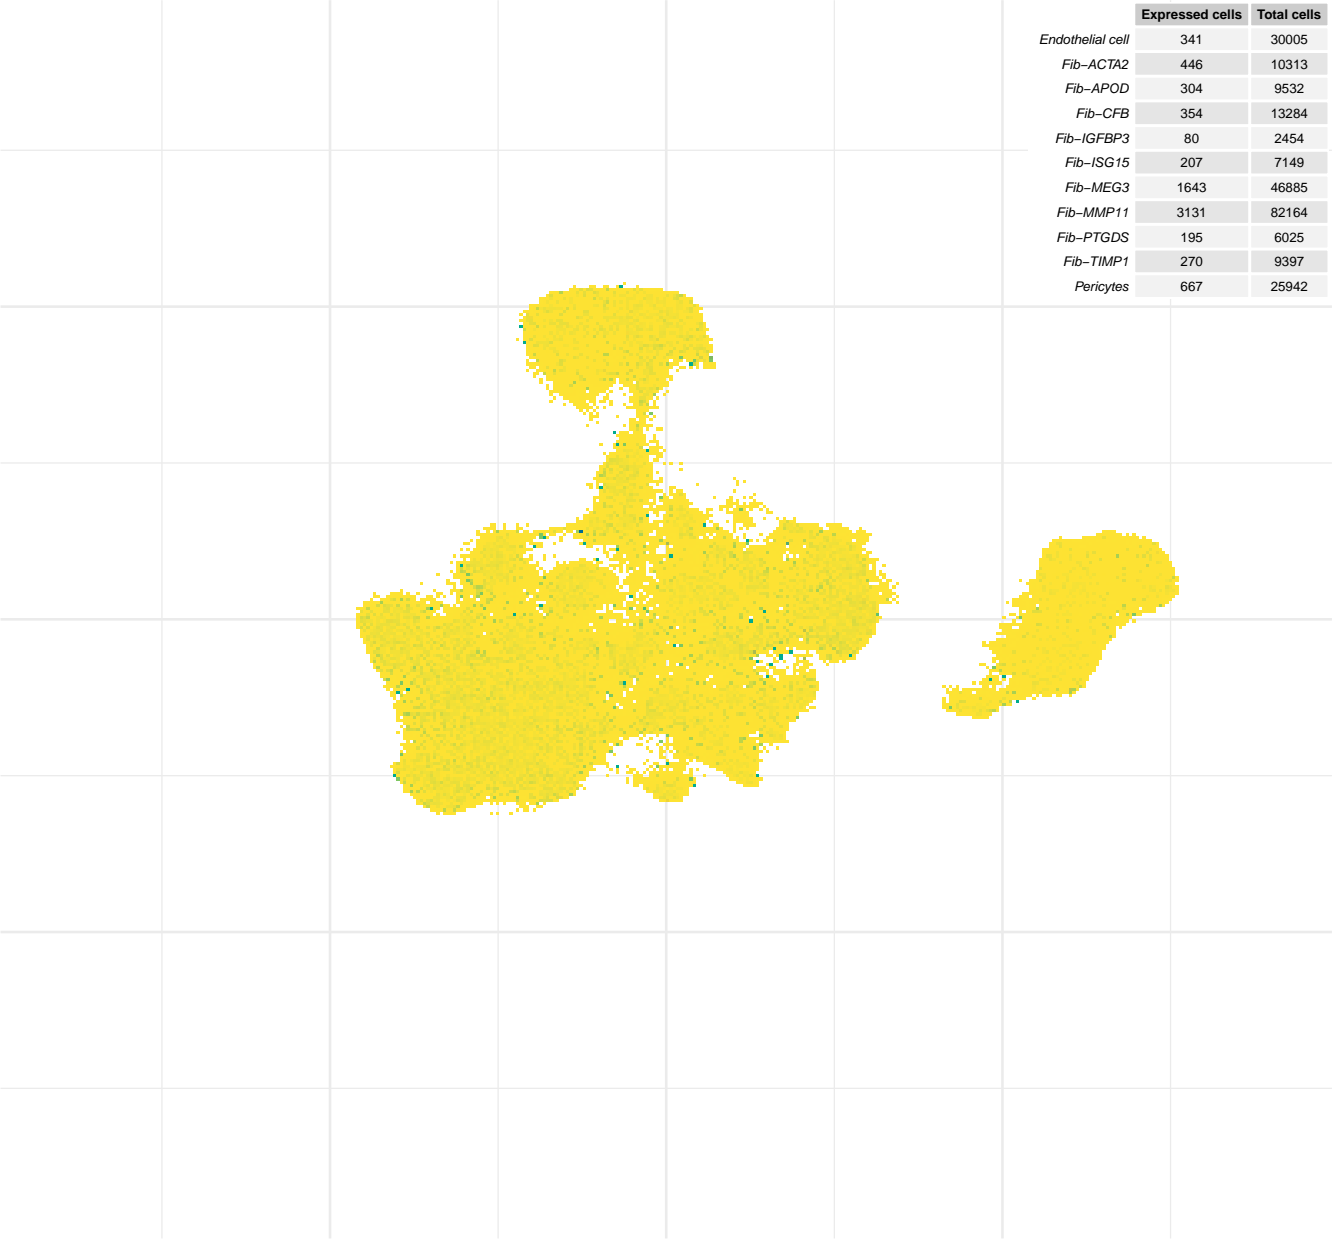 Expressed cells Total cells
Endothelial cell 341 30005
Fib−ACTA2 446 10313
Fib−APOD 304 9532
Fib−CFB 354 13284
Fib−IGFBP3 80 2454
Fib−ISG15 207 7149
Fib−MEG3 1643 46885
Fib−MMP11 3131 82164
Fib−PTGDS 195 6025
Fib−TIMP1 270 9397
Pericytes 667 25942